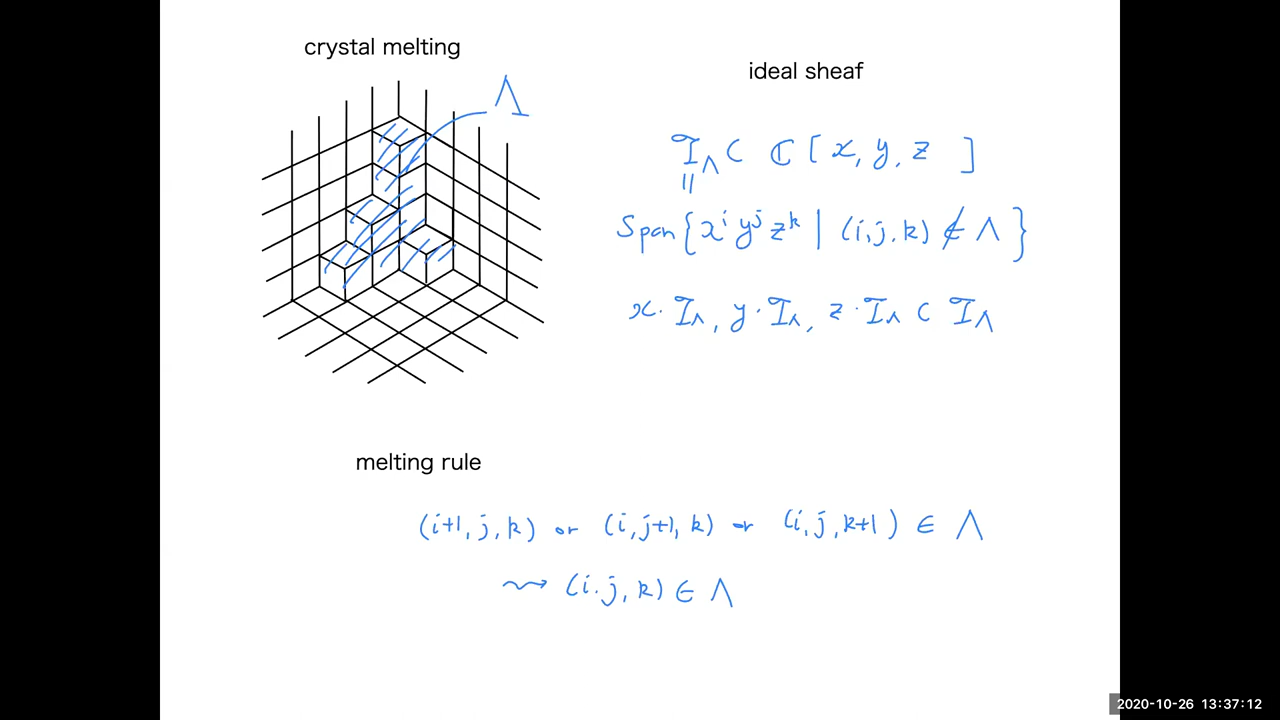 crystal melting
Λ
ideal sheaf
I_Λ ⊂ ℂ[x, y, z]
=
Span{x^i y^j z^k | (i,j,k) ∉ Λ}
x·I_Λ, y·I_Λ, z·I_Λ ⊂ I_Λ
melting rule
(i+1, j, k) or (i, j+1, k) or (i, j, k+1) ∈ Λ
⇝ (i, j, k) ∈ Λ
2020-10-26 13:37:12